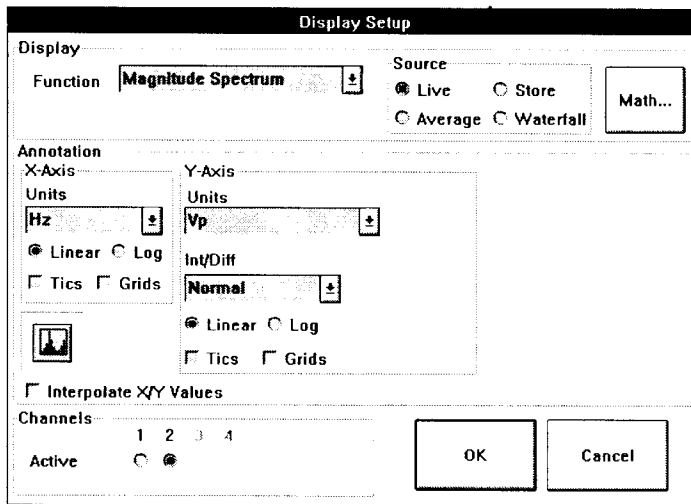 Display Setup
Display
Function Magnitude Spectrum
Source
Live Store
Average Waterfall
Math...
Annotation
X-Axis
Units
Hz
Linear Log
Tics Grids
Y-Axis
Units
Vp
Int/Diff
Normal
Linear Log
Tics Grids
Interpolate X/Y Values
Channels
1 2 3 4
Active
OK
Cancel